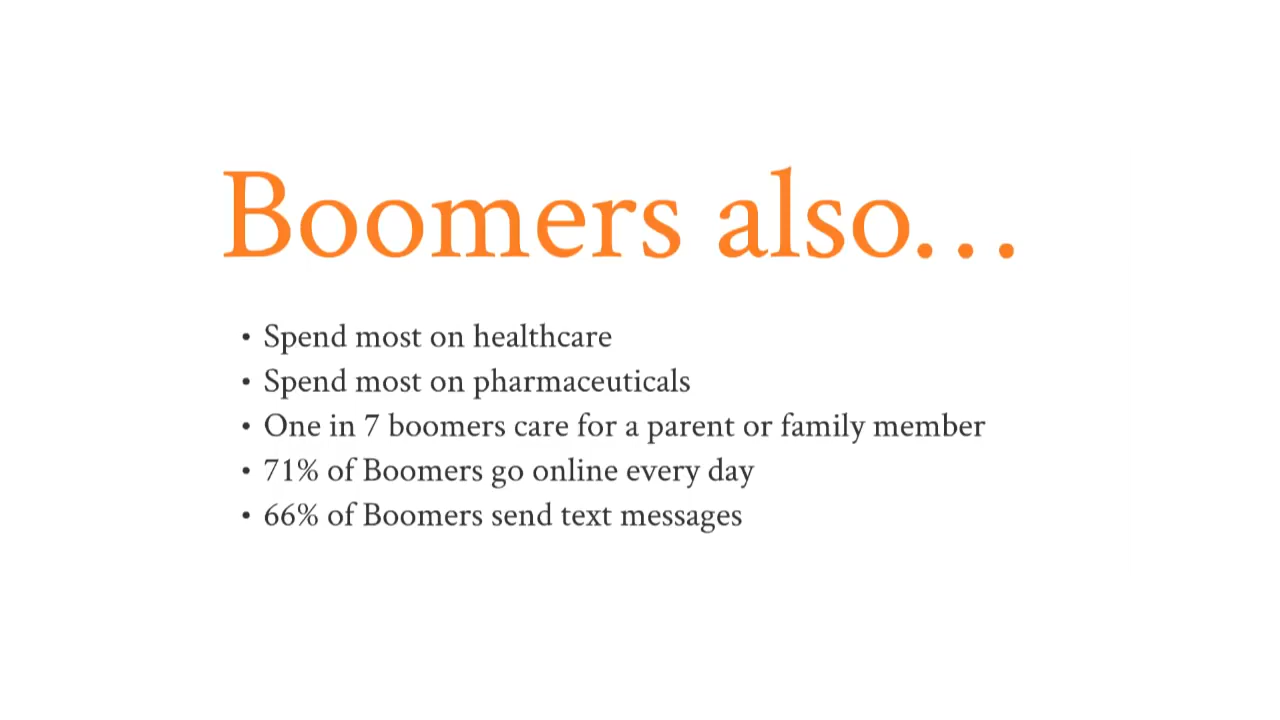 Boomers also…
• Spend most on healthcare
• Spend most on pharmaceuticals
• One in 7 boomers care for a parent or family member
• 71% of Boomers go online every day
• 66% of Boomers send text messages